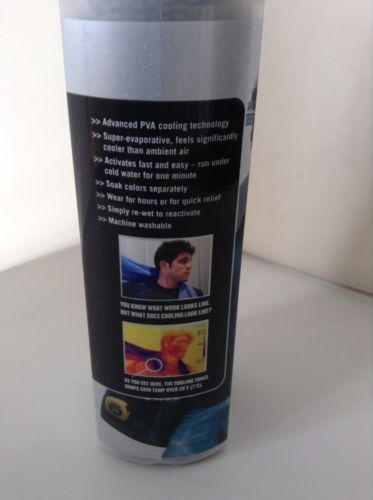 >> Advanced PVA cooling technology
>> Super-evaporative, feels significantly
cooler than ambient air
>> Activates fast and easy – run under
cold water for one minute
>> Soak colors separately
>> Wear for hours or for quick relief
>> Simply re-wet to reactivate
>> Machine washable
YOU KNOW WHAT WORK LOOKS LIKE.
BUT WHAT DOES COOLING LOOK LIKE?
AS YOU SEE HERE, THE COOLING TOWEL
DROPS SKIN TEMP OVER 20 F (7°C).